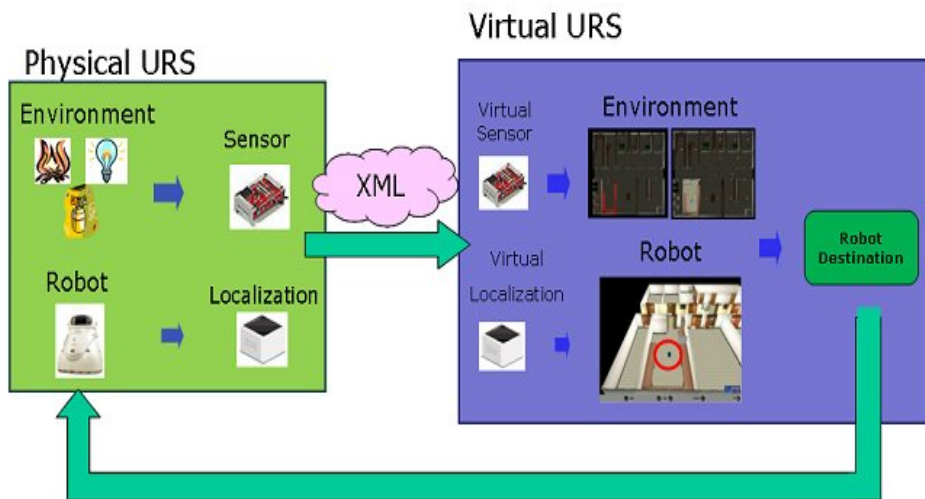 Physical URS
Environment
Sensor
Robot
Localization
XML
Virtual URS
Virtual
Sensor
Environment
Virtual
Localization
Robot
Robot
Destination